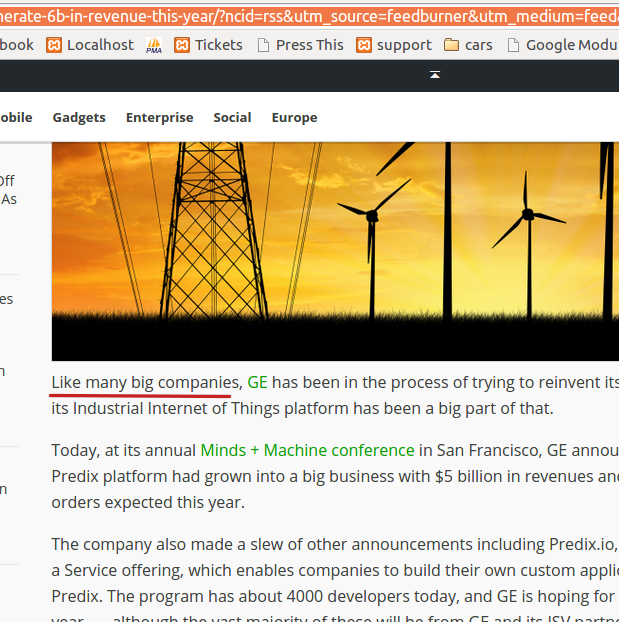 nerate-6b-in-revenue-this-year/?ncid=rss&utm_source=feedburner&utm_medium=feed
book Localhost PMA Tickets Press This support cars Google Modu
obile Gadgets Enterprise Social Europe
Off
As
es
n
n
Like many big companies, GE has been in the process of trying to reinvent its
its Industrial Internet of Things platform has been a big part of that.
Today, at its annual Minds + Machine conference in San Francisco, GE annou
Predix platform had grown into a big business with $5 billion in revenues and
orders expected this year.
The company also made a slew of other announcements including Predix.io,
a Service offering, which enables companies to build their own custom applic
Predix. The program has about 4000 developers today, and GE is hoping for
year — although the vast majority of these will be from GE and its ISV partn